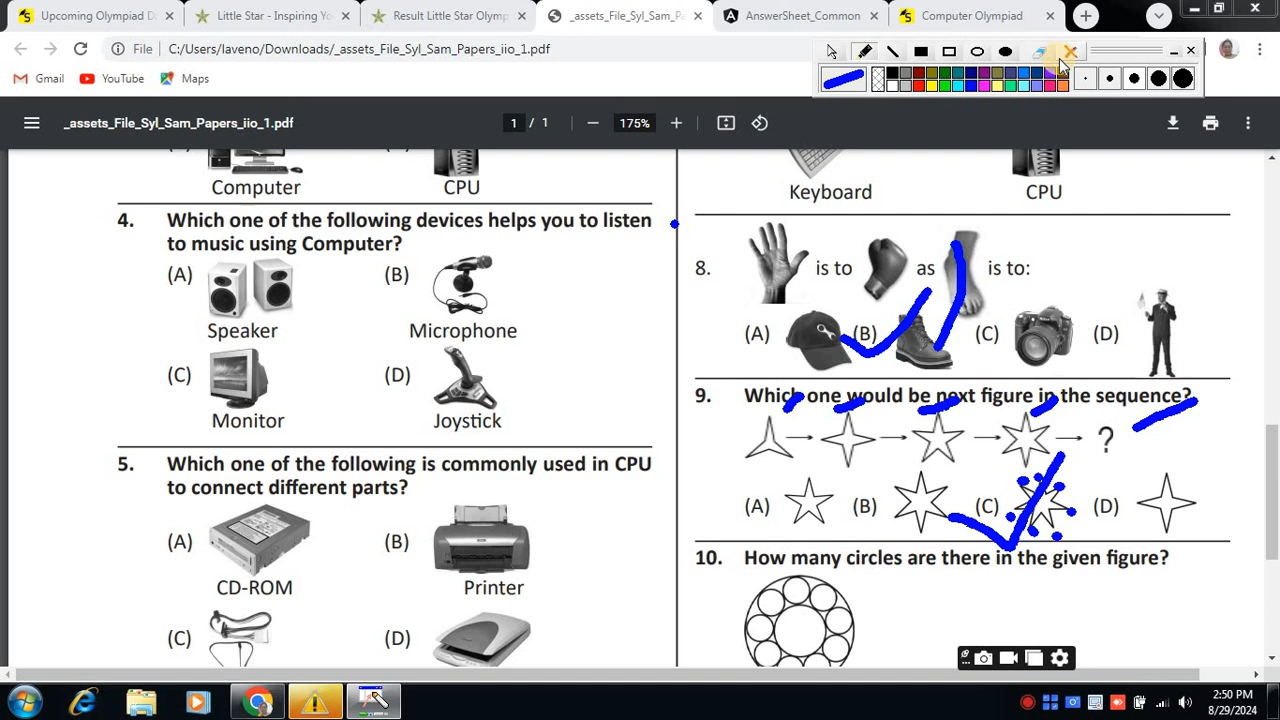 Upcoming Olympiad D
Little Star - Inspiring Yo
Result Little Star Olymp
_assets_File_Syl_Sam_P
AnswerSheet_Common
Computer Olympiad
File C:/Users/laveno/Downloads/_assets_File_Syl_Sam_Papers_iio_1.pdf
Gmail YouTube Maps
_assets_File_Syl_Sam_Papers_iio_1.pdf 1 / 1 175%
Computer CPU
4. Which one of the following devices helps you to listen
to music using Computer?
(A) (B)
Speaker Microphone
(C) (D)
Monitor Joystick
5. Which one of the following is commonly used in CPU
to connect different parts?
(A) (B)
CD-ROM Printer
(C) (D)
Keyboard CPU
8. is to as is to:
(A) (B) (C) (D)
9. Which one would be next figure in the sequence?
?
(A) (B) (C) (D)
10. How many circles are there in the given figure?
2:50 PM
8/29/2024